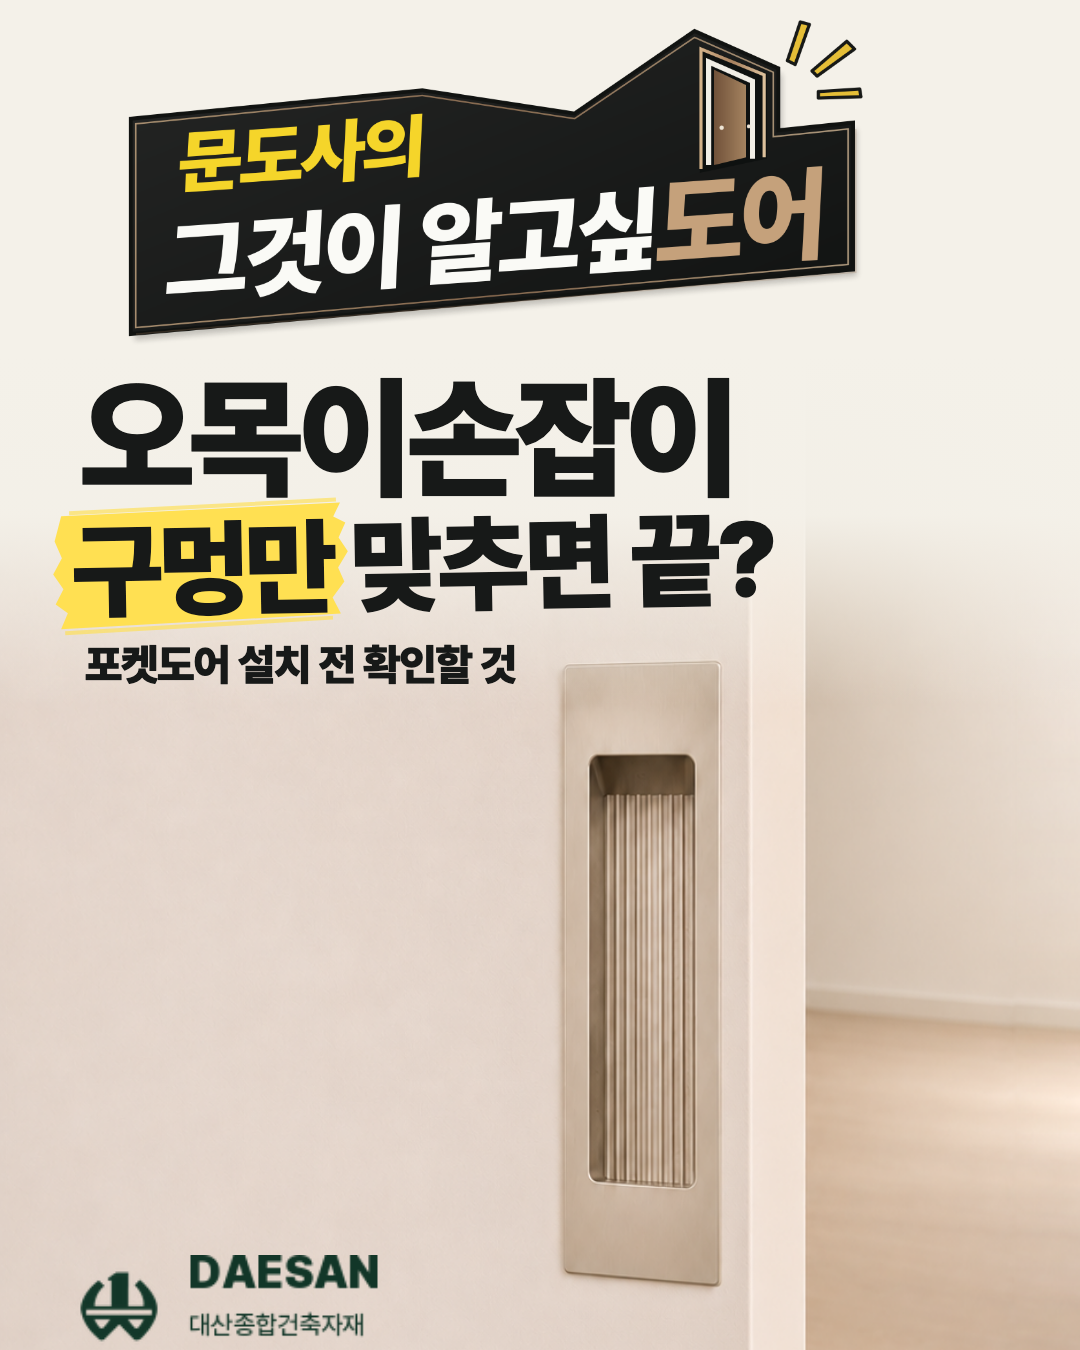 문도사의
그것이 알고싶도어
오목이손잡이
구멍만 맞추면 끝?
포켓도어 설치 전 확인할 것
DAESAN
대산종합건축자재